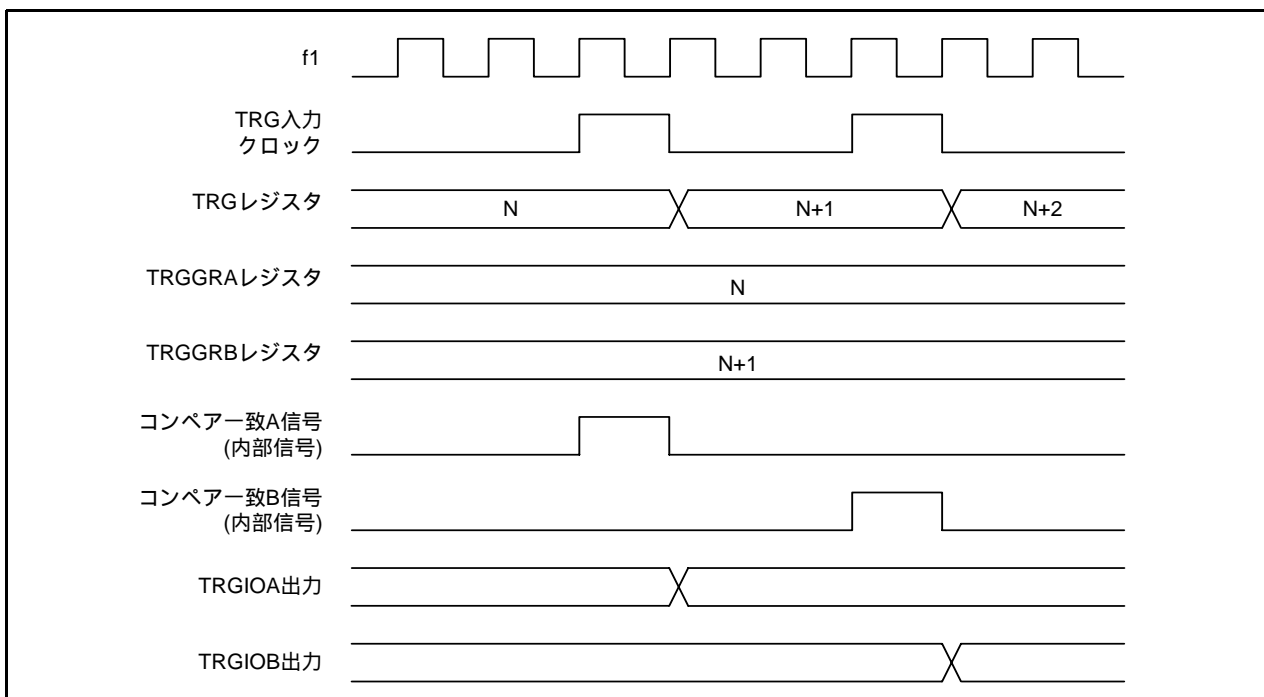 f1
TRG入力
クロック
TRGレジスタ
N
N+1
N+2
TRGGRAレジスタ
N
TRGGRBレジスタ
N+1
コンペア一致A信号
(内部信号)
コンペア一致B信号
(内部信号)
TRGIOA出力
TRGIOB出力